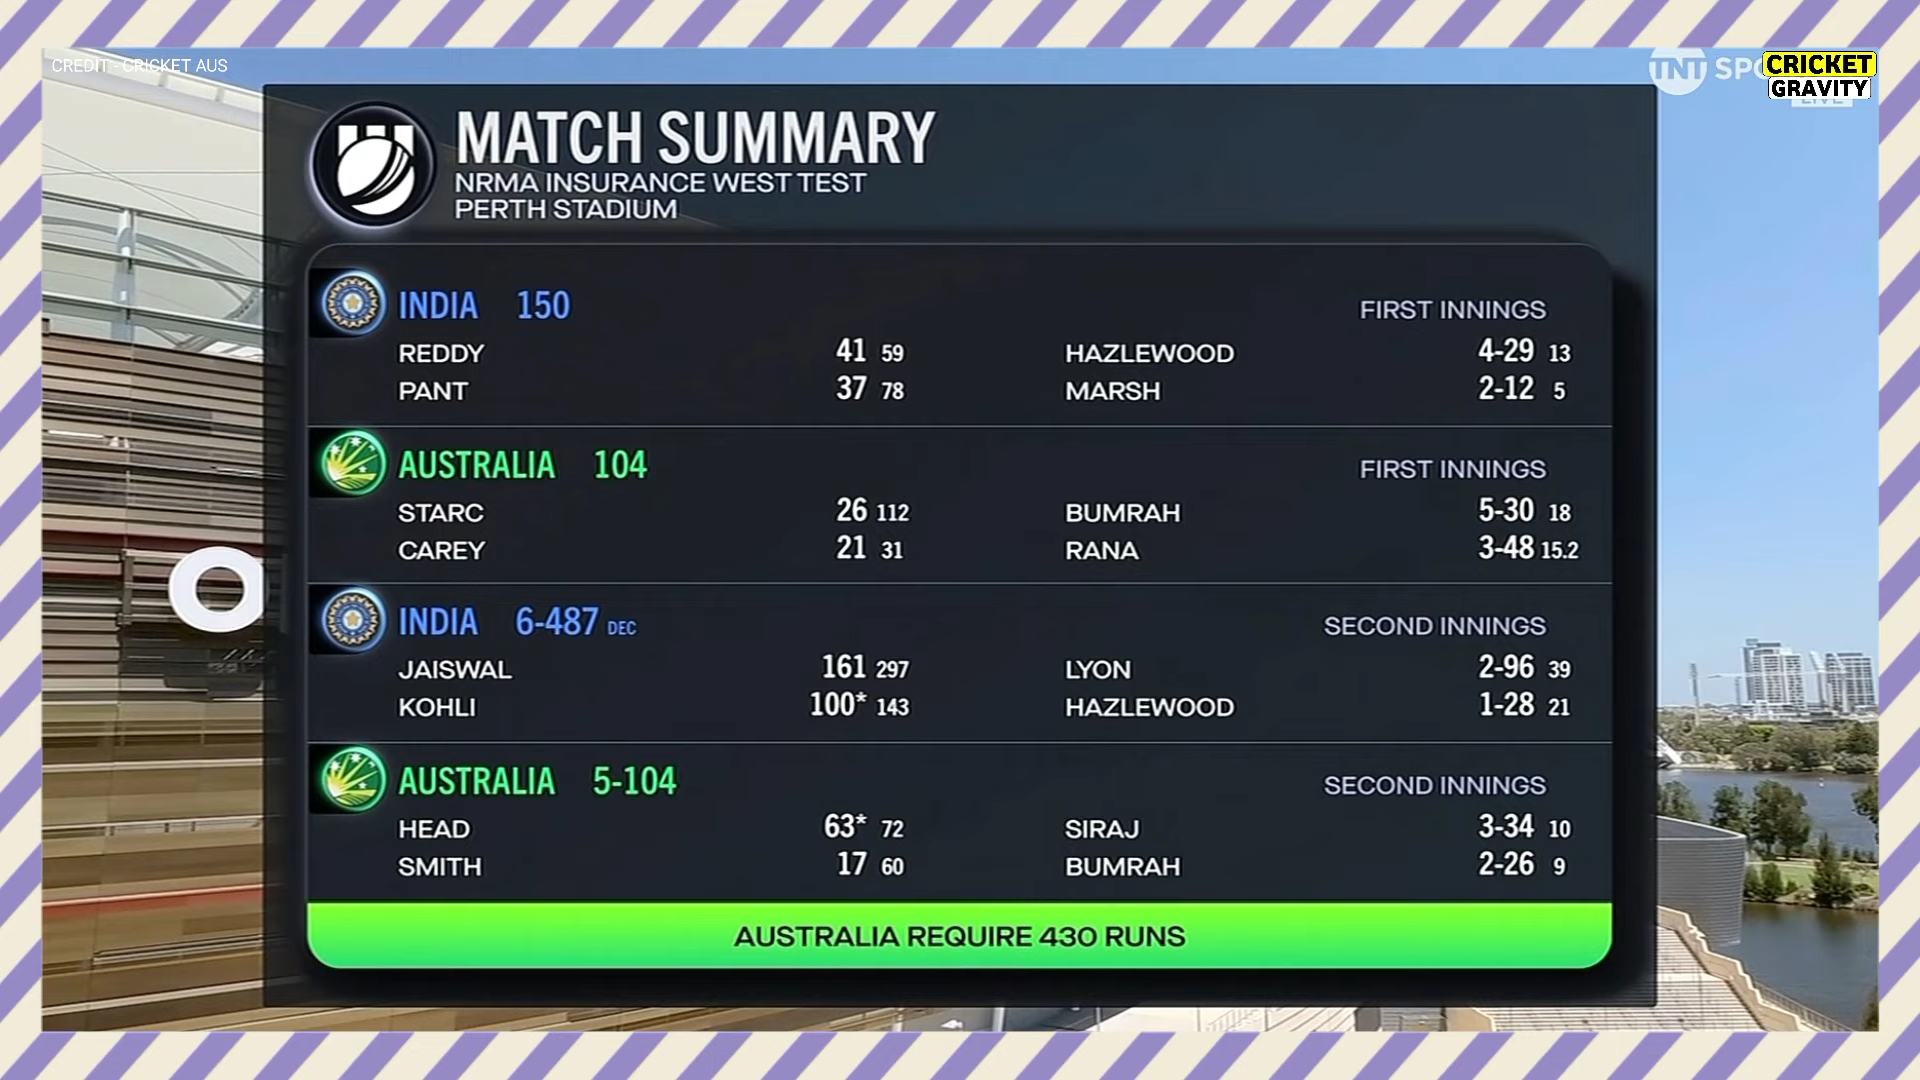 CREDIT - CRICKET AUS
TNT SPO
CRICKET
GRAVITY
LIVE
MATCH SUMMARY
NRMA INSURANCE WEST TEST
PERTH STADIUM
INDIA 150 FIRST INNINGS
REDDY 41 59 HAZLEWOOD 4-29 13
PANT 37 78 MARSH 2-12 5
AUSTRALIA 104 FIRST INNINGS
STARC 26 112 BUMRAH 5-30 18
CAREY 21 31 RANA 3-48 15.2
INDIA 6-487 DEC SECOND INNINGS
JAISWAL 161 297 LYON 2-96 39
KOHLI 100* 143 HAZLEWOOD 1-28 21
AUSTRALIA 5-104 SECOND INNINGS
HEAD 63* 72 SIRAJ 3-34 10
SMITH 17 60 BUMRAH 2-26 9
AUSTRALIA REQUIRE 430 RUNS